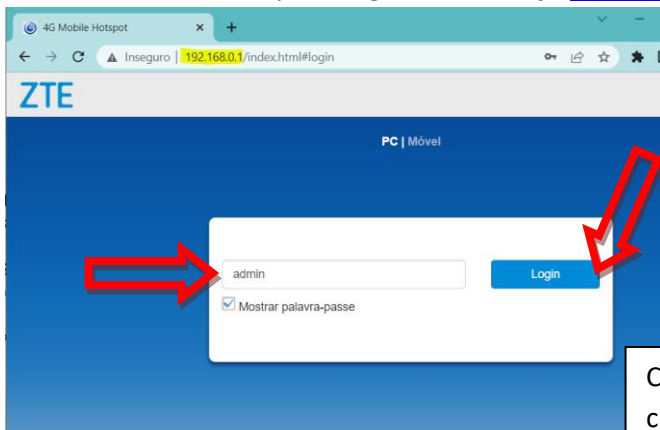 4G Mobile Hotspot
Inseguro | 192.168.0.1/index.html#login
ZTE
PC | Móvel
admin
Login
Mostrar palavra-passe